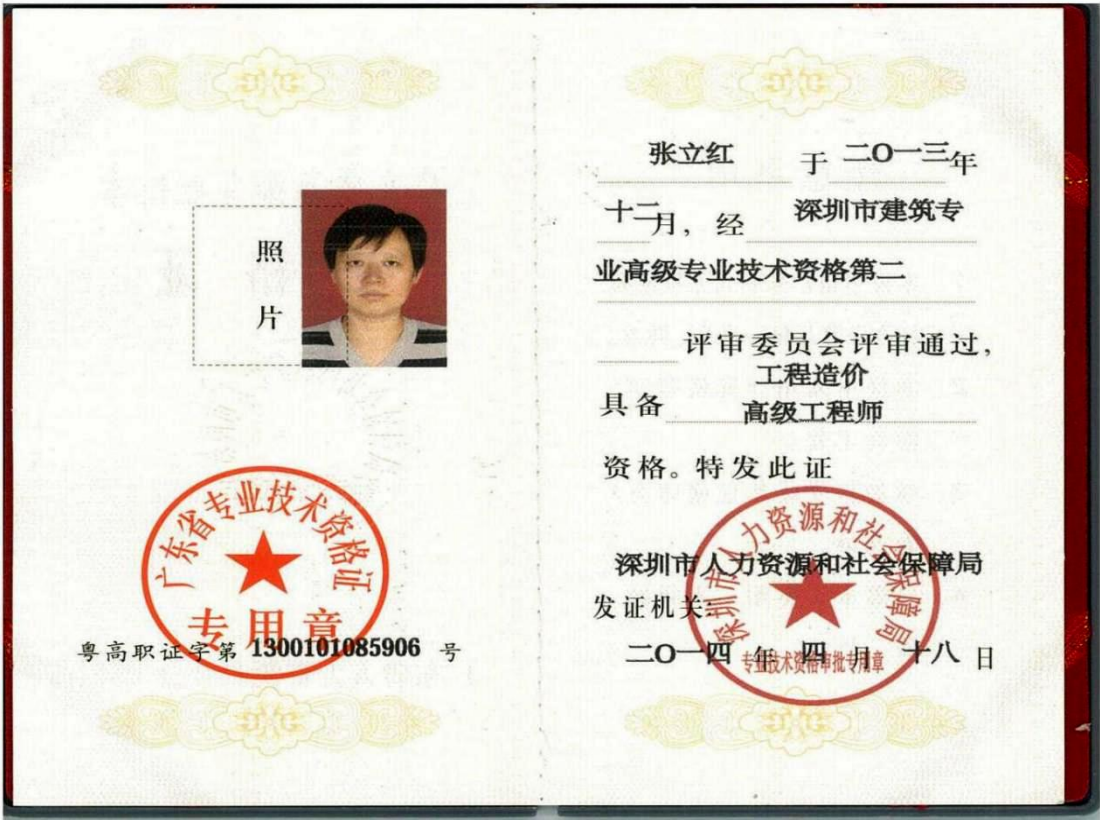 照
片
广东省专业技术资格证
专用章
粤高职证字第 1300101085906 号
张立红 于 二O一三年
十二月，经 深圳市建筑专
业高级专业技术资格第二
评审委员会评审通过，
工程造价
具备 高级工程师
资格。特发此证
深圳市人力资源和社会保障局
深圳市人力资源和社会保障局
发证机关：
二O一四 年 四 月 十八 日
专业技术资格审批专用章